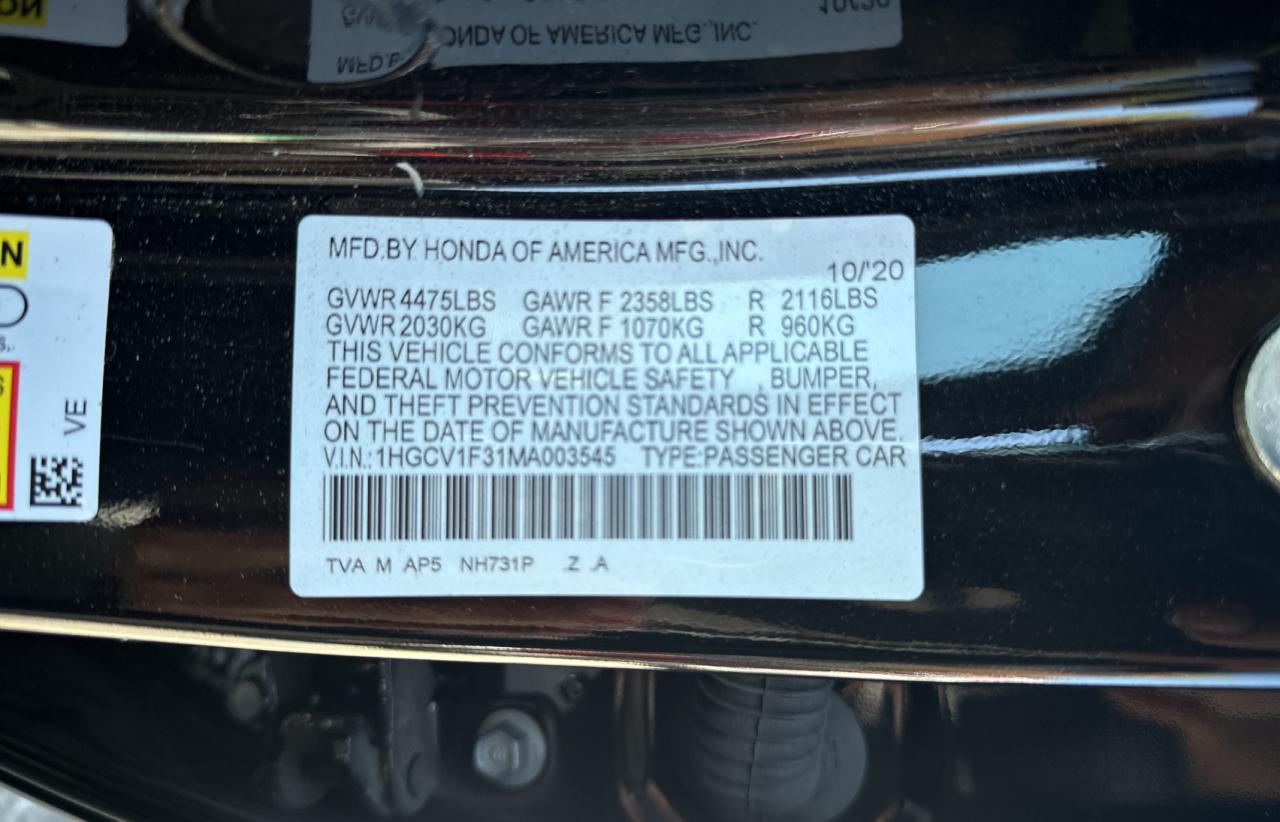 MFD.BY HONDA OF AMERICA MFG.,INC.
10/'20
GVWR 4475LBS GAWR F 2358LBS R 2116LBS
GVWR 2030KG GAWR F 1070KG R 960KG
THIS VEHICLE CONFORMS TO ALL APPLICABLE
FEDERAL MOTOR VEHICLE SAFETY , BUMPER,
AND THEFT PREVENTION STANDARDS IN EFFECT
ON THE DATE OF MANUFACTURE SHOWN ABOVE.
V.I.N.: 1HGCV1F31MA003545 TYPE:PASSENGER CAR
TVA M AP5 NH731P .Z .A
VE